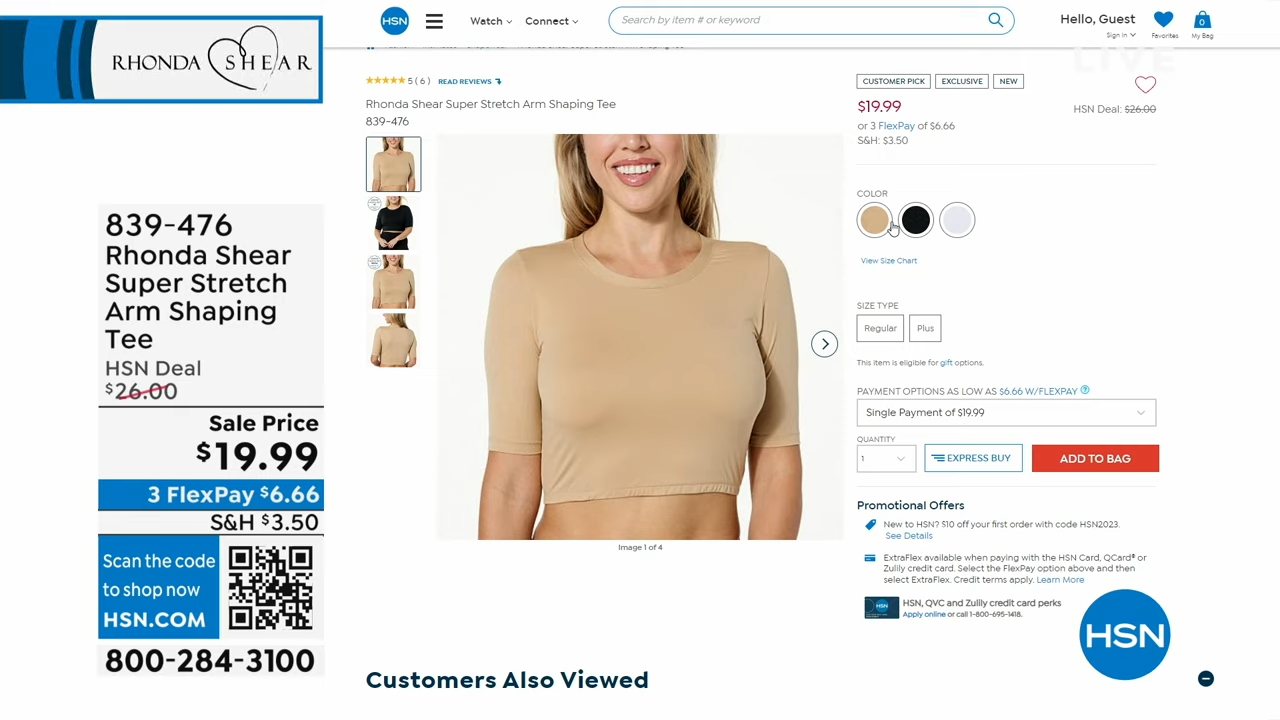 RHONDA SHEAR
HSN
Watch
Connect
Search by item # or keyword
Hello, Guest
Sign In
Favorites
0
My Bag
LIVE
5 ( 6 )
READ REVIEWS
Rhonda Shear Super Stretch Arm Shaping Tee
839-476
CUSTOMER PICK
EXCLUSIVE
NEW
$19.99
HSN Deal: $26.00
or 3 FlexPay of $6.66
S&H: $3.50
COLOR
View Size Chart
SIZE TYPE
Regular
Plus
This item is eligible for gift options.
PAYMENT OPTIONS AS LOW AS $6.66 W/FLEXPAY
Single Payment of $19.99
QUANTITY
1
EXPRESS BUY
ADD TO BAG
Promotional Offers
New to HSN? $10 off your first order with code HSN2023.
See Details
ExtraFlex available when paying with the HSN Card, QCard® or
Zulily credit card. Select the FlexPay option above and then
select ExtraFlex. Credit terms apply. Learn More
HSN
HSN, QVC and Zulily credit card perks
Apply online or call 1-800-695-1418.
Image 1 of 4
839-476
Rhonda Shear
Super Stretch
Arm Shaping
Tee
HSN Deal
$26.00
Sale Price
$19.99
3 FlexPay $6.66
S&H $3.50
Scan the code
to shop now
HSN.COM
800-284-3100
HSN
Customers Also Viewed